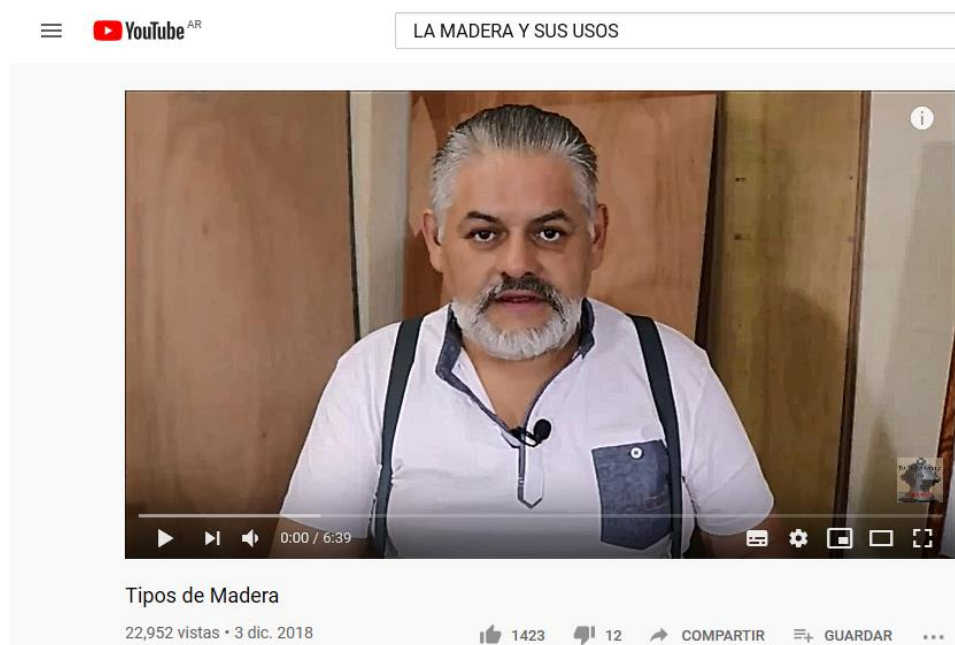 YouTube AR
LA MADERA Y SUS USOS
0:00 / 6:39
Tipos de Madera
22,952 vistas • 3 dic. 2018
1423 12 COMPARTIR GUARDAR